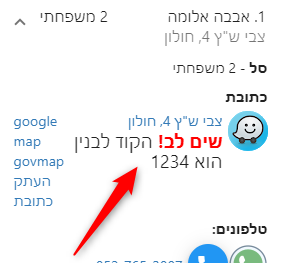 1. אבבה אלומה 2 משפחתי
צבי ש"ץ 4, חולון
סל - 2 משפחתי
כתובת
צבי ש"ץ 4, חולון
שים לב! הקוד לבנין
הוא 1234
google
map
govmap
העתק
כתובת
טלפונים: